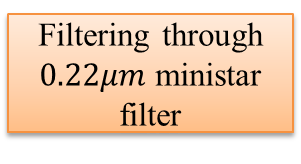 Filtering through
0.22𝜇𝑚 ministar
filter